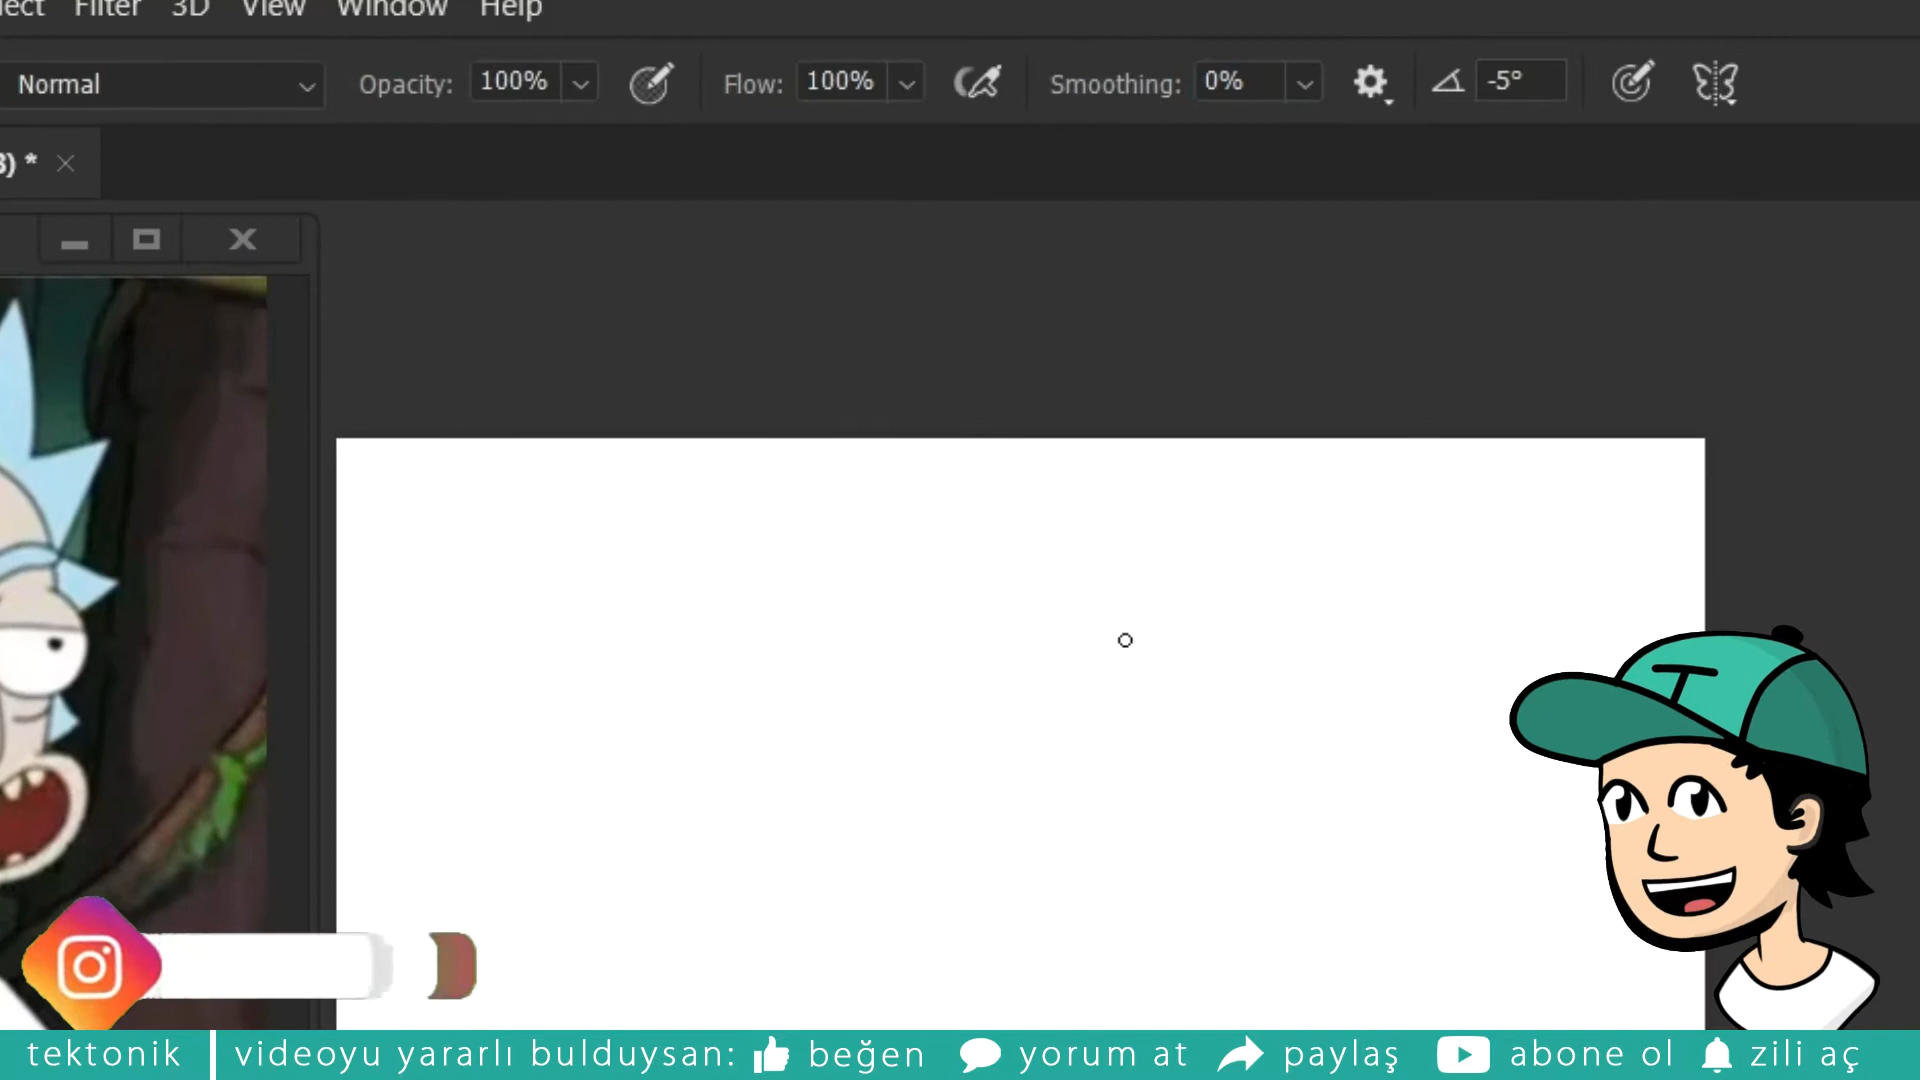 Filter 3D View Window Help
Normal Opacity: 100% Flow: 100% Smoothing: 0% -5°
*
T
tektonik videoyu yararlı bulduysan: beğen yorum at paylaş abone ol zili aç